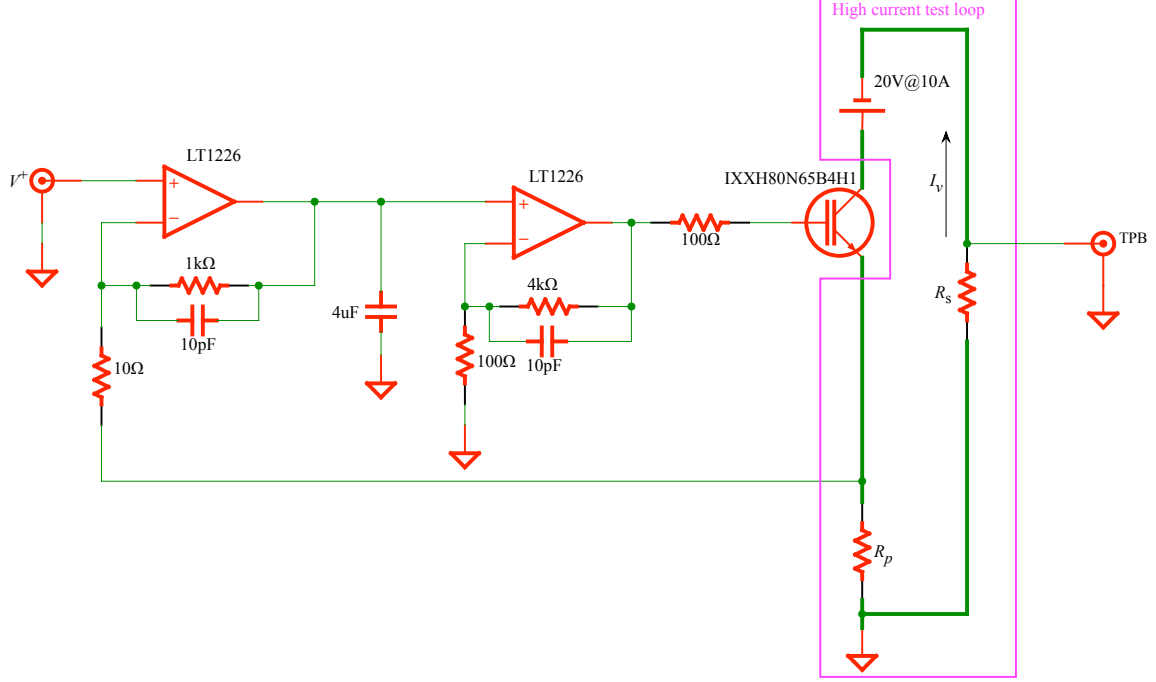 High current test loop
20V@10A
LT1226
V+
LT1226
IXXH80N65B4H1
Iv
TPB
100Ω
1kΩ
4kΩ
Rs
4uF
10pF
10Ω
100Ω
10pF
Rp